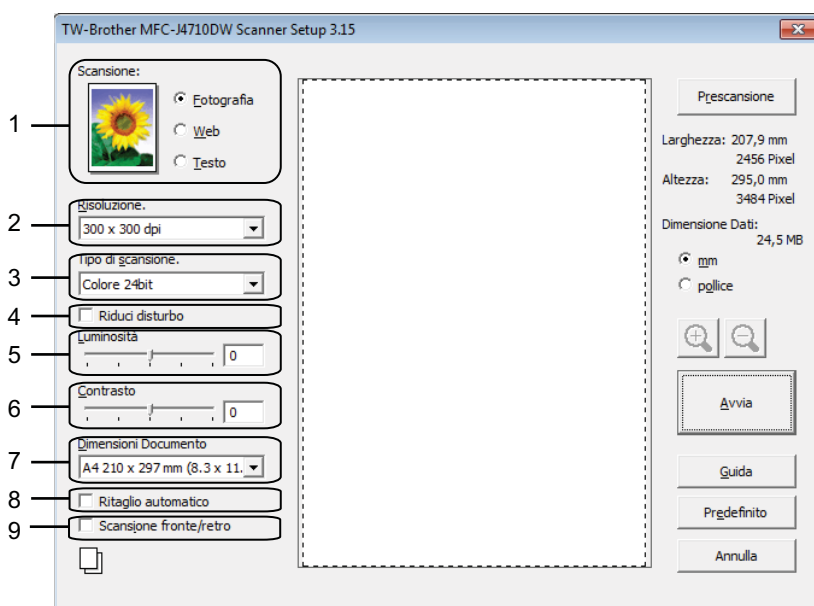 TW-Brother MFC-J4710DW Scanner Setup 3.15
Scansione:
Fotografia
Web
Testo
1
Risoluzione.
300 x 300 dpi
2
Tipo di scansione.
Colore 24bit
3
Riduci disturbo
4
Luminosità
0
5
Contrasto
0
6
Dimensioni Documento
A4 210 x 297 mm (8.3 x 11.
7
Ritaglio automatico
8
Scansione fronte/retro
9
Prescansione
Larghezza: 207,9 mm
2456 Pixel
Altezza: 295,0 mm
3484 Pixel
Dimensione Dati:
24,5 MB
mm
pollice
Avvia
Guida
Predefinito
Annulla